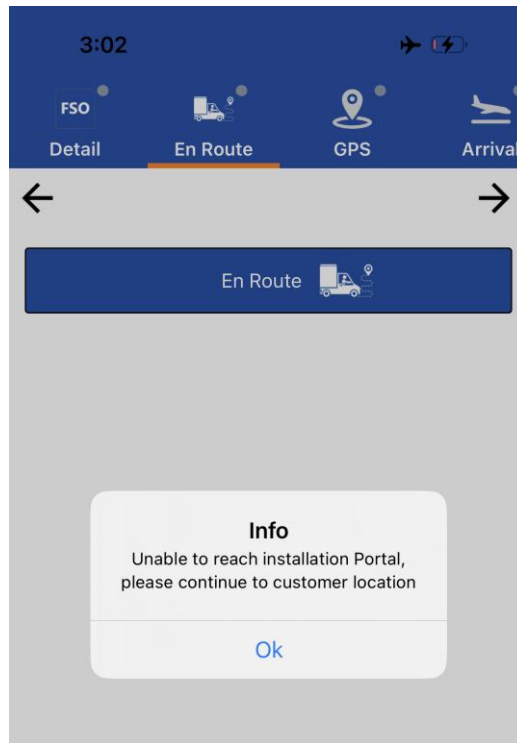 3:02
FSO
Detail
En Route
GPS
Arrival
En Route
Info
Unable to reach installation Portal,
please continue to customer location
Ok